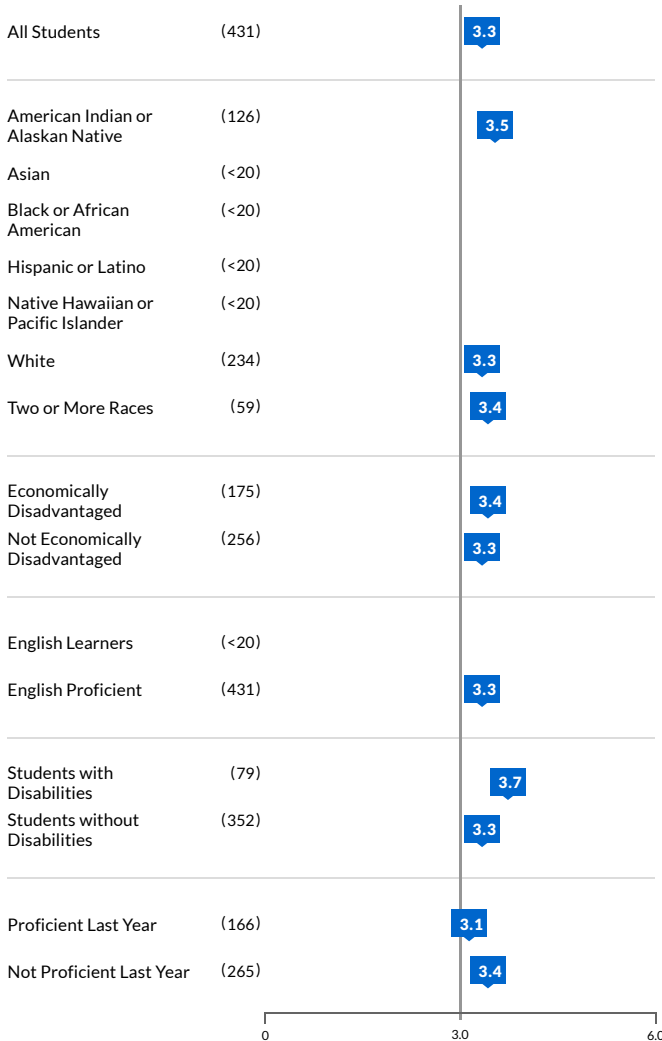 All Students (431) 3.3
American Indian or (126)
Alaskan Native 3.5
Asian (<20)
Black or African (<20)
American
Hispanic or Latino (<20)
Native Hawaiian or (<20)
Pacific Islander
White (234) 3.3
Two or More Races (59) 3.4
Economically (175)
Disadvantaged 3.4
Not Economically (256)
Disadvantaged 3.3
English Learners (<20)
English Proficient (431) 3.3
Students with (79)
Disabilities 3.7
Students without (352)
Disabilities 3.3
Proficient Last Year (166) 3.1
Not Proficient Last Year (265) 3.4
0 3.0 6.0